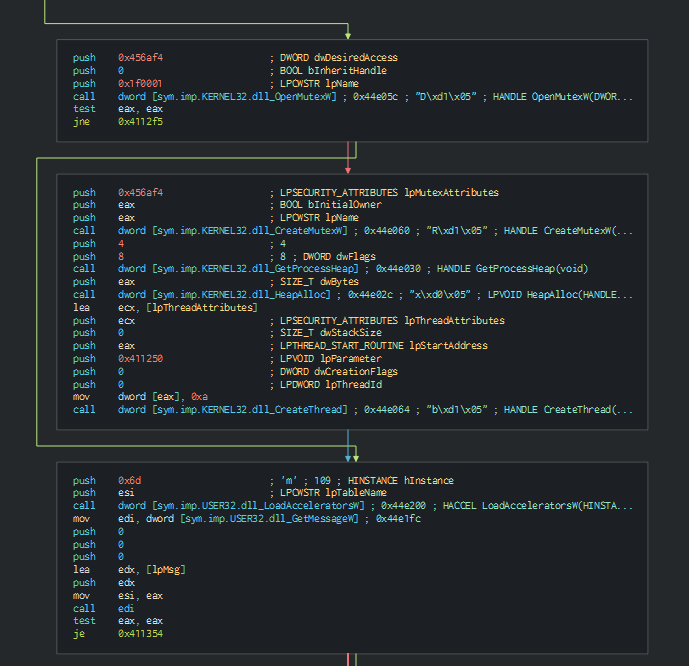 push 0x456af4 ; DWORD dwDesiredAccess
push 0 ; BOOL bInheritHandle
push 0x1f0001 ; LPCWSTR lpName
call dword [sym.imp.KERNEL32.dll_OpenMutexW] ; 0x44e05c ; "D\xd1\x05" ; HANDLE OpenMutexW(DWOR...
test eax, eax
jne 0x4112f5
push 0x456af4 ; LPSECURITY_ATTRIBUTES lpMutexAttributes
push eax ; BOOL bInitialOwner
push eax ; LPCWSTR lpName
call dword [sym.imp.KERNEL32.dll_CreateMutexW] ; 0x44e060 ; "R\xd1\x05" ; HANDLE CreateMutexW(...
push 4 ; 4
push 8 ; 8 ; DWORD dwFlags
call dword [sym.imp.KERNEL32.dll_GetProcessHeap] ; 0x44e030 ; HANDLE GetProcessHeap(void)
push eax ; SIZE_T dwBytes
call dword [sym.imp.KERNEL32.dll_HeapAlloc] ; 0x44e02c ; "x\xd0\x05" ; LPVOID HeapAlloc(HANDLE...
lea ecx, [lpThreadAttributes]
push ecx ; LPSECURITY_ATTRIBUTES lpThreadAttributes
push 0 ; SIZE_T dwStackSize
push eax ; LPTHREAD_START_ROUTINE lpStartAddress
push 0x411250 ; LPVOID lpParameter
push 0 ; DWORD dwCreationFlags
push 0 ; LPDWORD lpThreadId
mov dword [eax], 0xa
call dword [sym.imp.KERNEL32.dll_CreateThread] ; 0x44e064 ; "b\xd1\x05" ; HANDLE CreateThread(...
push 0x6d ; 'm' ; 109 ; HINSTANCE hInstance
push esi ; LPCWSTR lpTableName
call dword [sym.imp.USER32.dll_LoadAcceleratorsW] ; 0x44e200 ; HACCEL LoadAcceleratorsW(HINSTA...
mov edi, dword [sym.imp.USER32.dll_GetMessageW] ; 0x44e1fc
push 0
push 0
push 0
lea edx, [lpMsg]
push edx
mov esi, eax
call edi
test eax, eax
je 0x411354